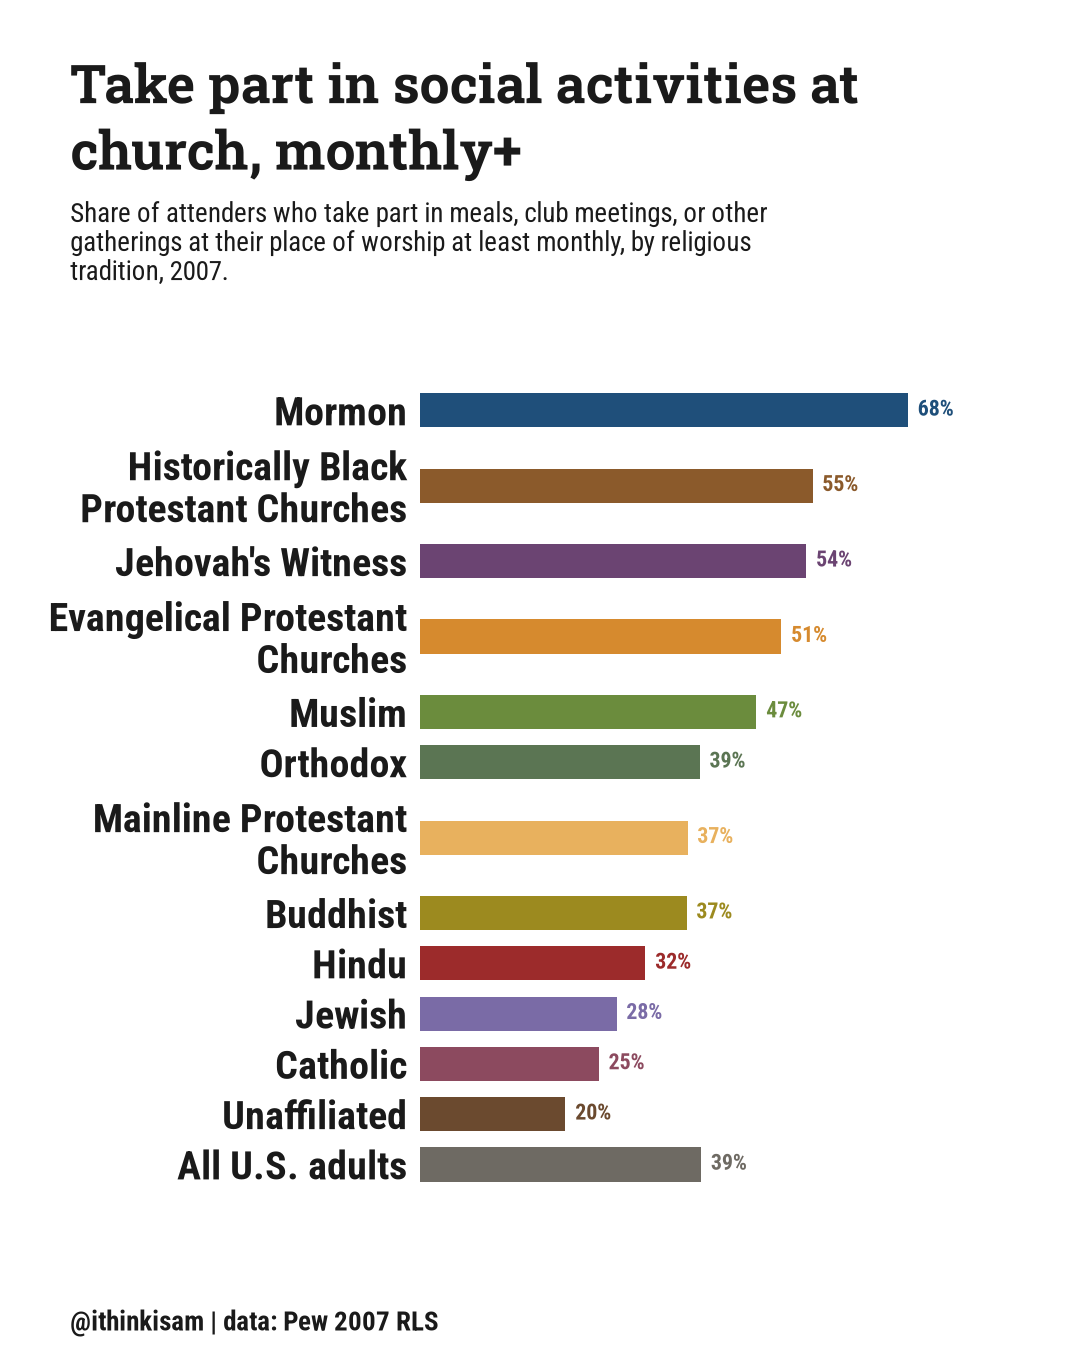 Take part in social activities at
church, monthly+
Share of attenders who take part in meals, club meetings, or other
gatherings at their place of worship at least monthly, by religious
tradition, 2007.
Mormon 68%
Historically Black
Protestant Churches 55%
Jehovah's Witness 54%
Evangelical Protestant
Churches 51%
Muslim 47%
Orthodox 39%
Mainline Protestant
Churches 37%
Buddhist 37%
Hindu 32%
Jewish 28%
Catholic 25%
Unaffiliated 20%
All U.S. adults 39%
@ithinkisam | data: Pew 2007 RLS